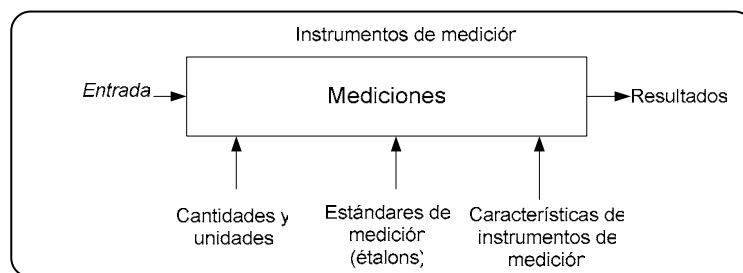 Instrumentos de medición
Entrada
Mediciones
Resultados
Cantidades y
unidades
Estándares de
medición
(étalons)
Características de
instrumentos de
medición